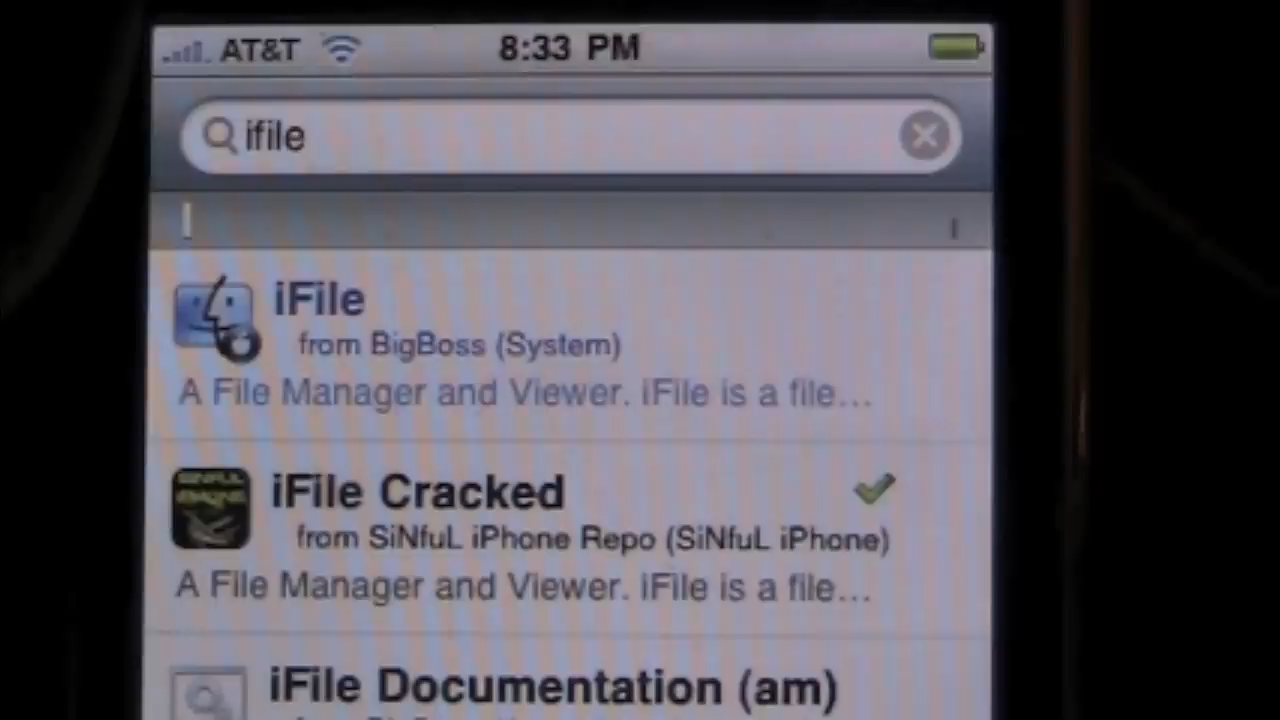 AT&T 8:33 PM
ifile
I
I
iFile
from BigBoss (System)
A File Manager and Viewer. iFile is a file...
iFile Cracked
from SiNfuL iPhone Repo (SiNfuL iPhone)
A File Manager and Viewer. iFile is a file...
iFile Documentation (am)